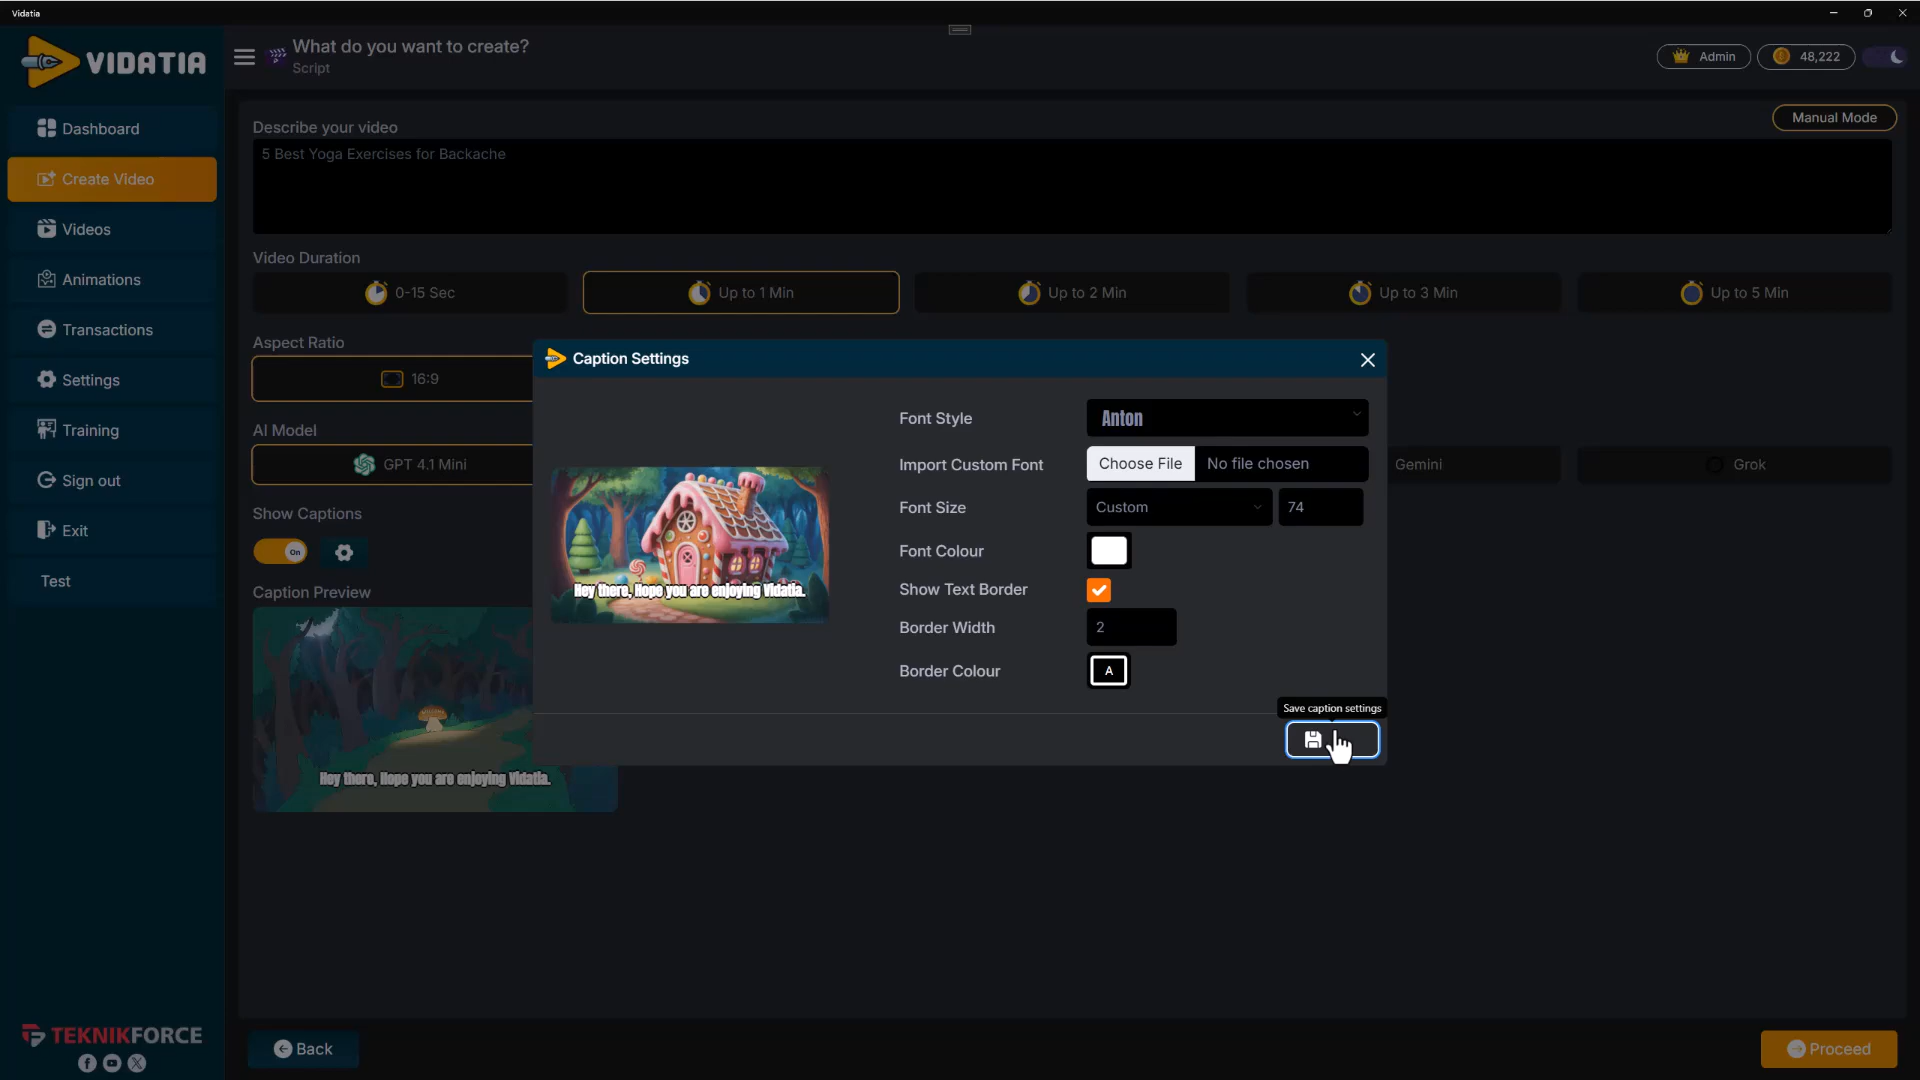 Vidatia
VIDATIA
What do you want to create?
Script
Admin
48,222
Dashboard
Create Video
Videos
Animations
Transactions
Settings
Training
Sign out
Exit
Test
Describe your video
Manual Mode
5 Best Yoga Exercises for Backache
Video Duration
0-15 Sec
Up to 1 Min
Up to 2 Min
Up to 3 Min
Up to 5 Min
Aspect Ratio
16:9
AI Model
GPT 4.1 Mini
Gemini
Grok
Show Captions
On
Caption Preview
Hey there, Hope you are enjoying Vidatia.
Caption Settings
Hey there, Hope you are enjoying Vidatia.
Font Style
Anton
Import Custom Font
Choose File
No file chosen
Font Size
Custom
74
Font Colour
Show Text Border
Border Width
2
Border Colour
A
Save caption settings
TEKNIKFORCE
Back
Proceed